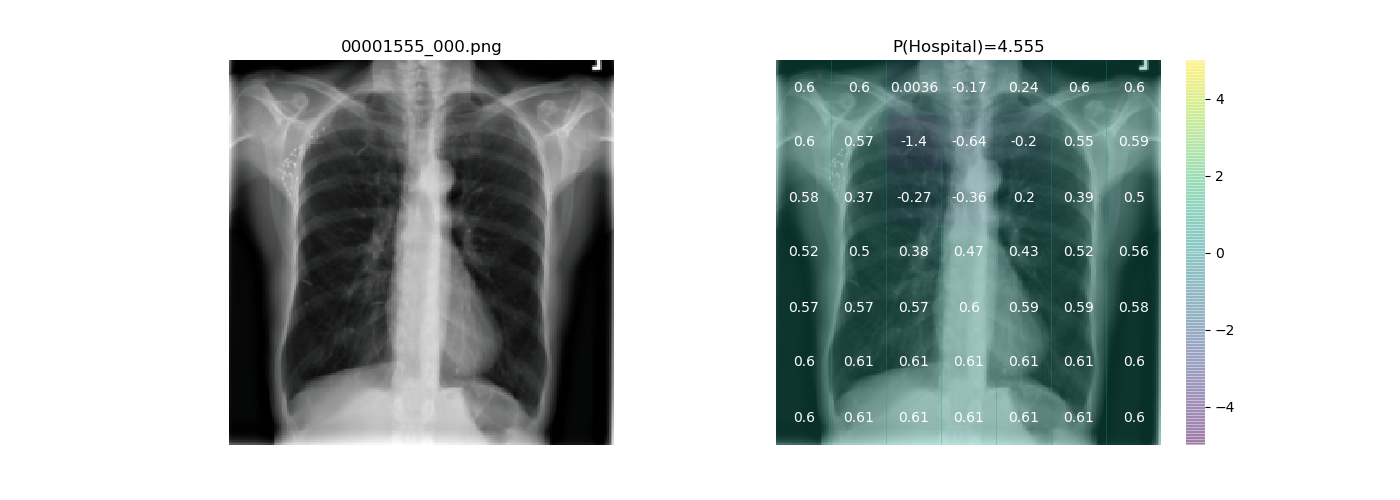 00001555_000.png
P(Hospital)=4.555
0.6 0.6 0.0036 -0.17 0.24 0.6 0.6
0.6 0.57 -1.4 -0.64 -0.2 0.55 0.59
0.58 0.37 -0.27 -0.36 0.2 0.39 0.5
0.52 0.5 0.38 0.47 0.43 0.52 0.56
0.57 0.57 0.57 0.6 0.59 0.59 0.58
0.6 0.61 0.61 0.61 0.61 0.61 0.6
0.6 0.61 0.61 0.61 0.61 0.61 0.6
4
2
0
−2
−4